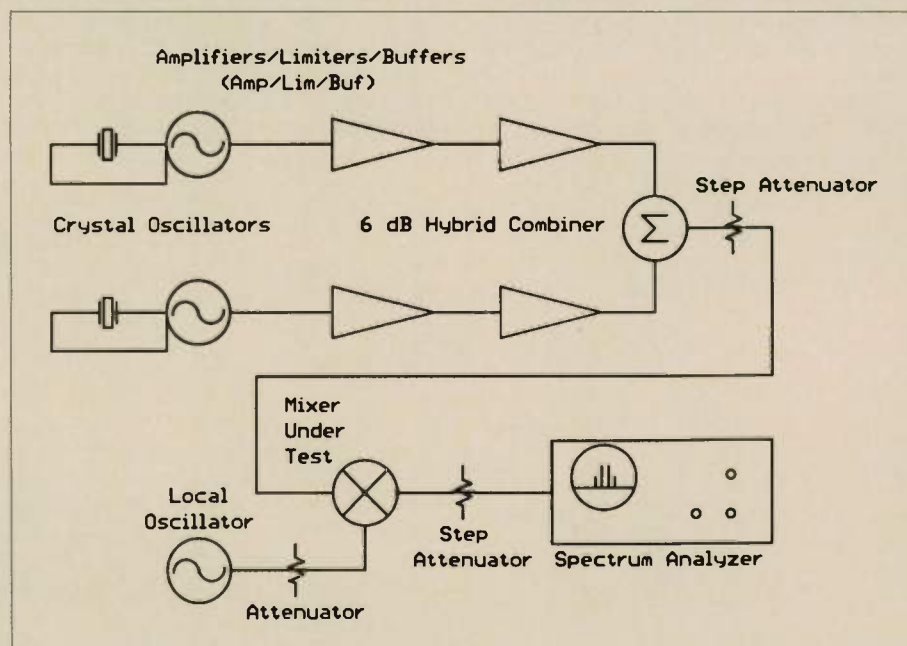 Amplifiers/Limiters/Buffers
(Amp/Lim/Buf)
Step Attenuator
Crystal Oscillators
6 dB Hybrid Combiner
Σ
Mixer
Under
Test
Local
Oscillator
Step
Attenuator
Spectrum Analyzer
Attenuator